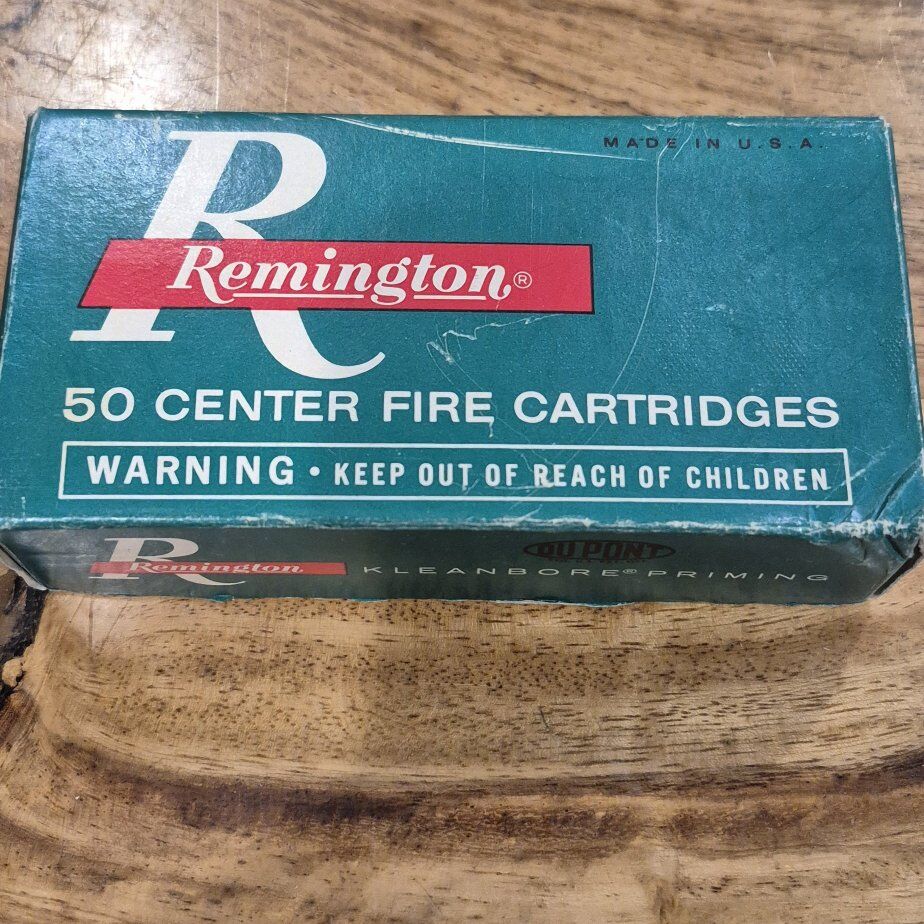 MADE IN U.S.A.
R
Remington®
50 CENTER FIRE CARTRIDGES
WARNING • KEEP OUT OF REACH OF CHILDREN
R
Remington
DU PONT
KLEANBORE® PRIMING